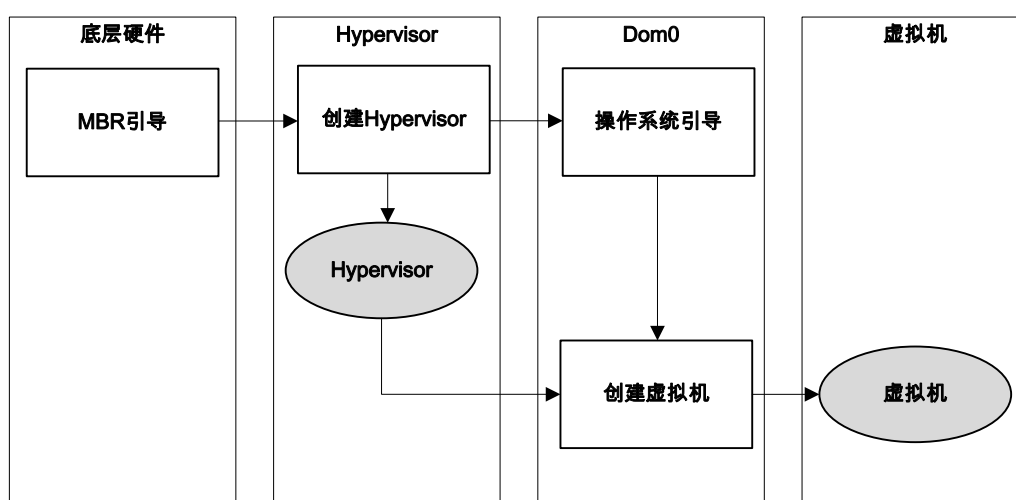 底层硬件
Hypervisor
Dom0
虚拟机
MBR引导
创建Hypervisor
操作系统引导
Hypervisor
创建虚拟机
虚拟机